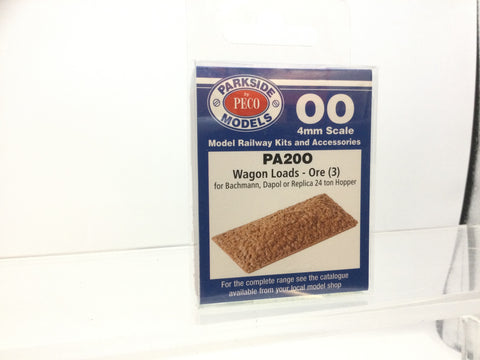 PARKSIDE
by
PECO
MODELS
OO
4mm Scale
Model Railway Kits and Accessories
PA20O
Wagon Loads - Ore (3)
for Bachmann, Dapol or Replica 24 ton Hopper
For the complete range see the catalogue
available from your local model shop